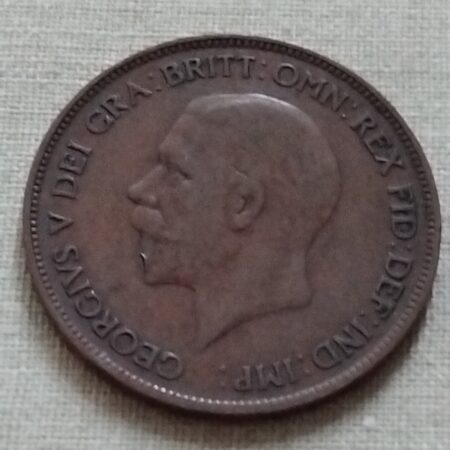 GEORGIVS V DEI GRA: BRITT: OMN: REX FID: DEF: IND: IMP: